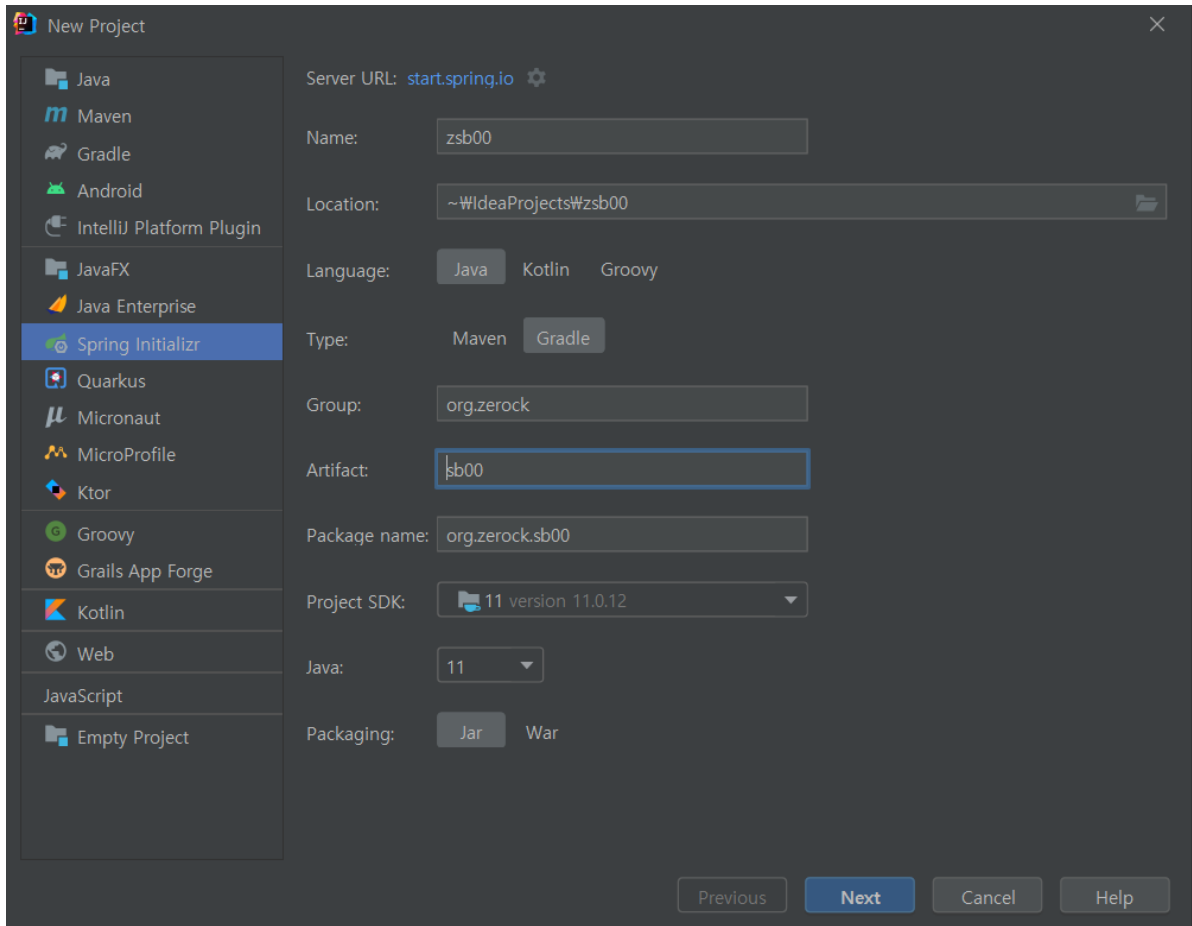 New Project
Java
Maven
Gradle
Android
IntelliJ Platform Plugin
JavaFX
Java Enterprise
Spring Initializr
Quarkus
Micronaut
MicroProfile
Ktor
Groovy
Grails App Forge
Kotlin
Web
JavaScript
Empty Project
Server URL: start.spring.io
Name: zsb00
Location: ~₩IdeaProjects₩zsb00
Language: Java Kotlin Groovy
Type: Maven Gradle
Group: org.zerock
Artifact: sb00
Package name: org.zerock.sb00
Project SDK: 11 version 11.0.12
Java: 11
Packaging: Jar War
Previous Next Cancel Help